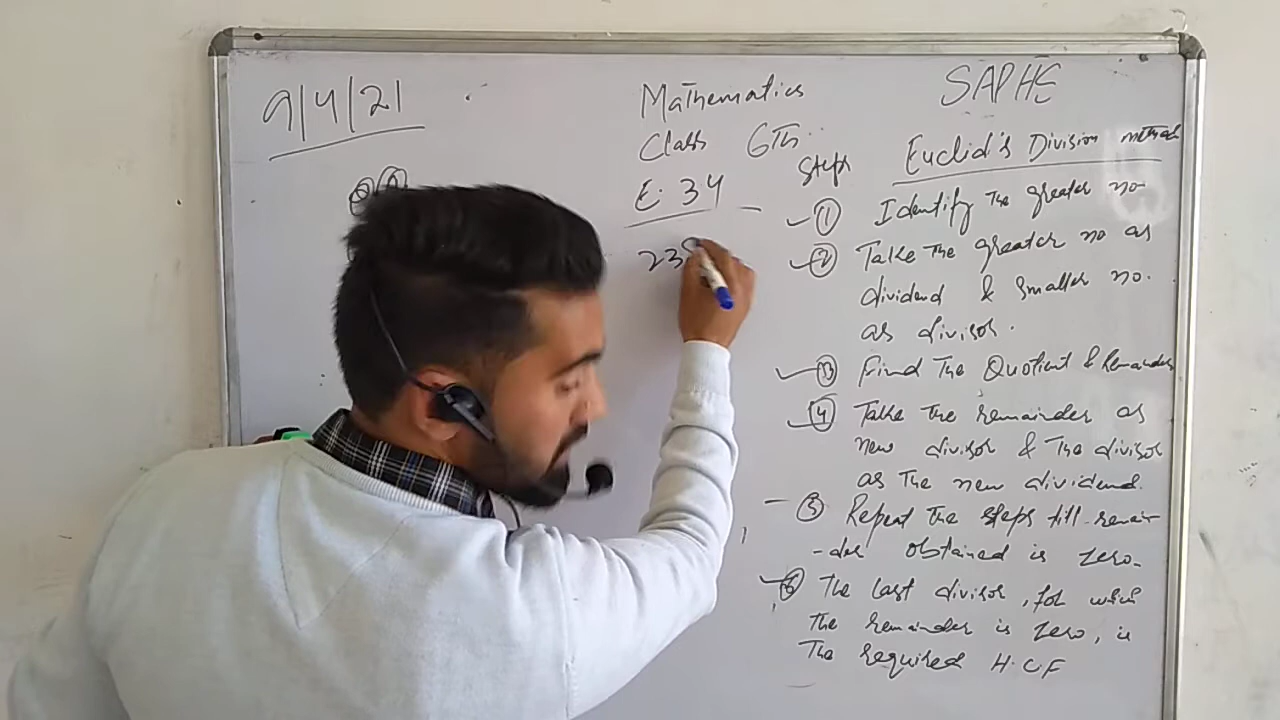 9/4/21
Mathematics
Class 6Th
E. 34
23
SAPHE
Euclid's Division method
Steps
① Identify The greater no
② Take The greater no as
dividend & smaller no.
as divisor.
③ Find The Quotient & Remainder
④ Take The remainder as
new divisor & The divisor
as The new dividend.
⑤ Repeat The steps till remain-
-der obtained is zero.
⑥ The last divisor, for which
The remainder is zero, is
The required H.C.F